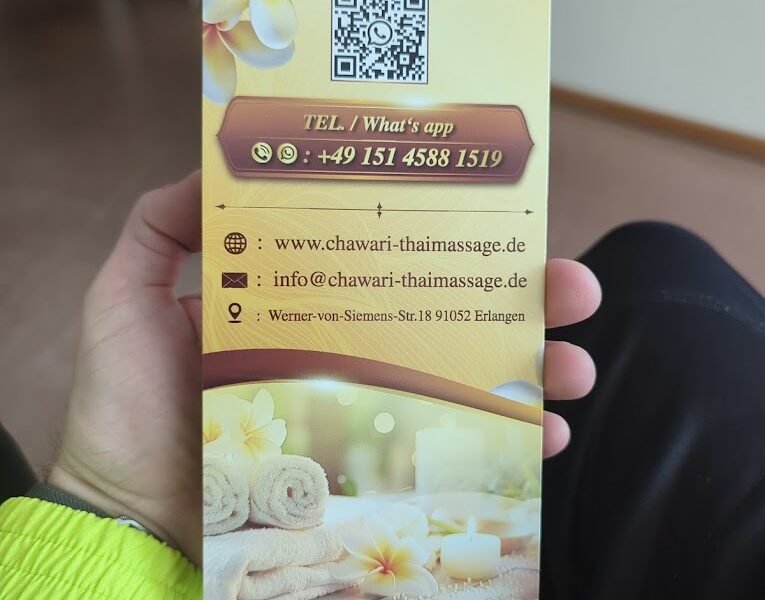 TEL. / What's app
: +49 151 4588 1519
: www.chawari-thaimassage.de
: info@chawari-thaimassage.de
: Werner-von-Siemens-Str.18 91052 Erlangen